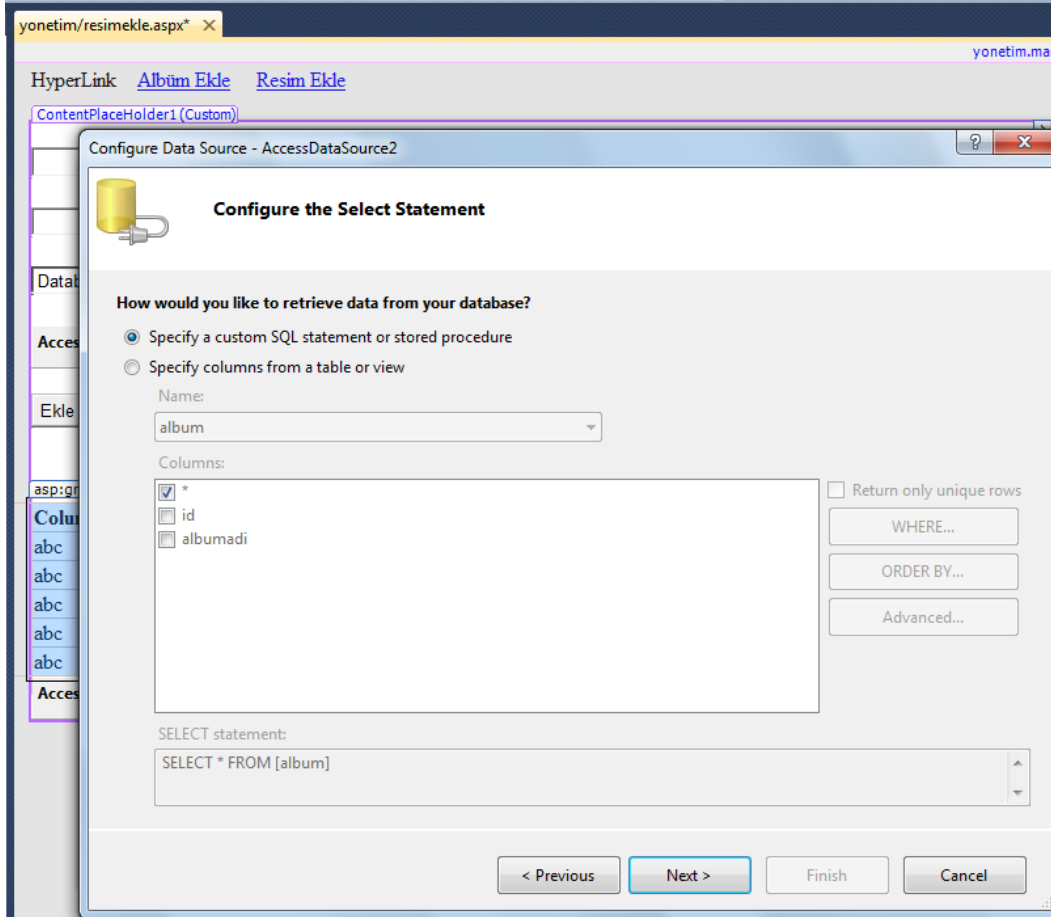 yonetim/resimekle.aspx* X
yonetim.ma
HyperLink Albüm Ekle Resim Ekle
ContentPlaceHolder1 (Custom)
Configure Data Source - AccessDataSource2
Configure the Select Statement
Datab
How would you like to retrieve data from your database?
Acces
Specify a custom SQL statement or stored procedure
Specify columns from a table or view
Name:
Ekle
album
Columns:
asp:gr
*
Return only unique rows
Colu
id
WHERE...
abc
albumadi
abc
ORDER BY...
abc
Advanced...
abc
abc
Acces
SELECT statement:
SELECT * FROM [album]
< Previous
Next >
Finish
Cancel